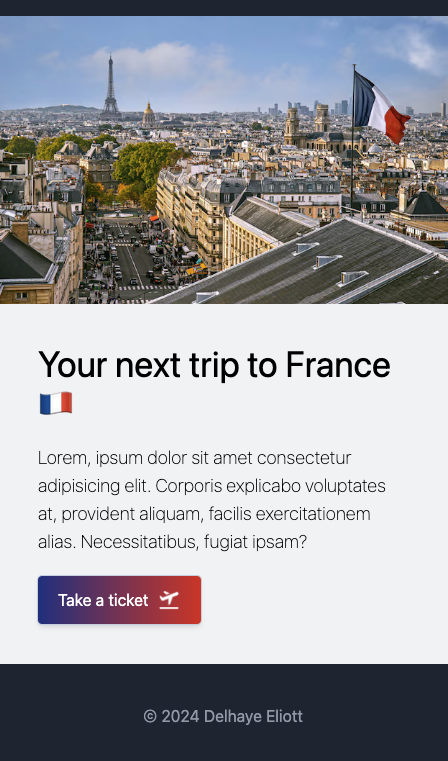 Your next trip to France
🇫🇷
Lorem, ipsum dolor sit amet consectetur
adipisicing elit. Corporis explicabo voluptates
at, provident aliquam, facilis exercitationem
alias. Necessitatibus, fugiat ipsam?
Take a ticket
© 2024 Delhaye Eliott